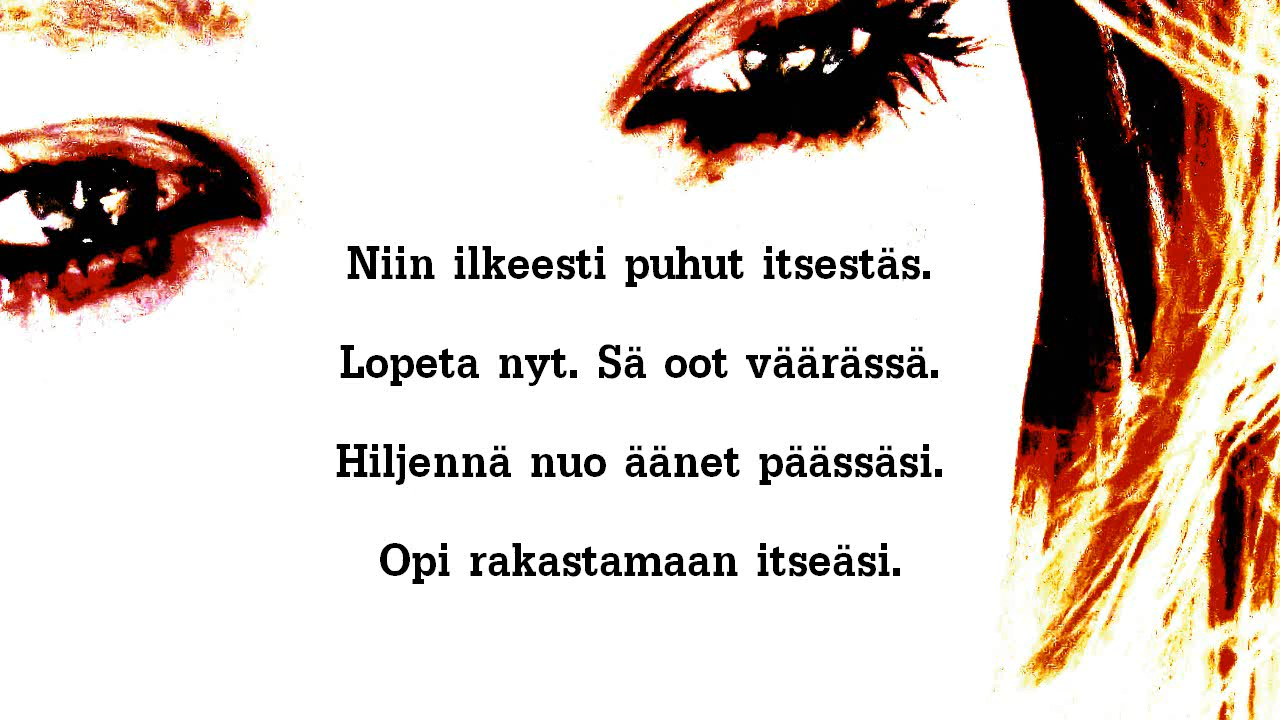 Niin ilkeesti puhut itsestäs.
Lopeta nyt. Sä oot väärässä.
Hiljennä nuo äänet päässäsi.
Opi rakastamaan itseäsi.